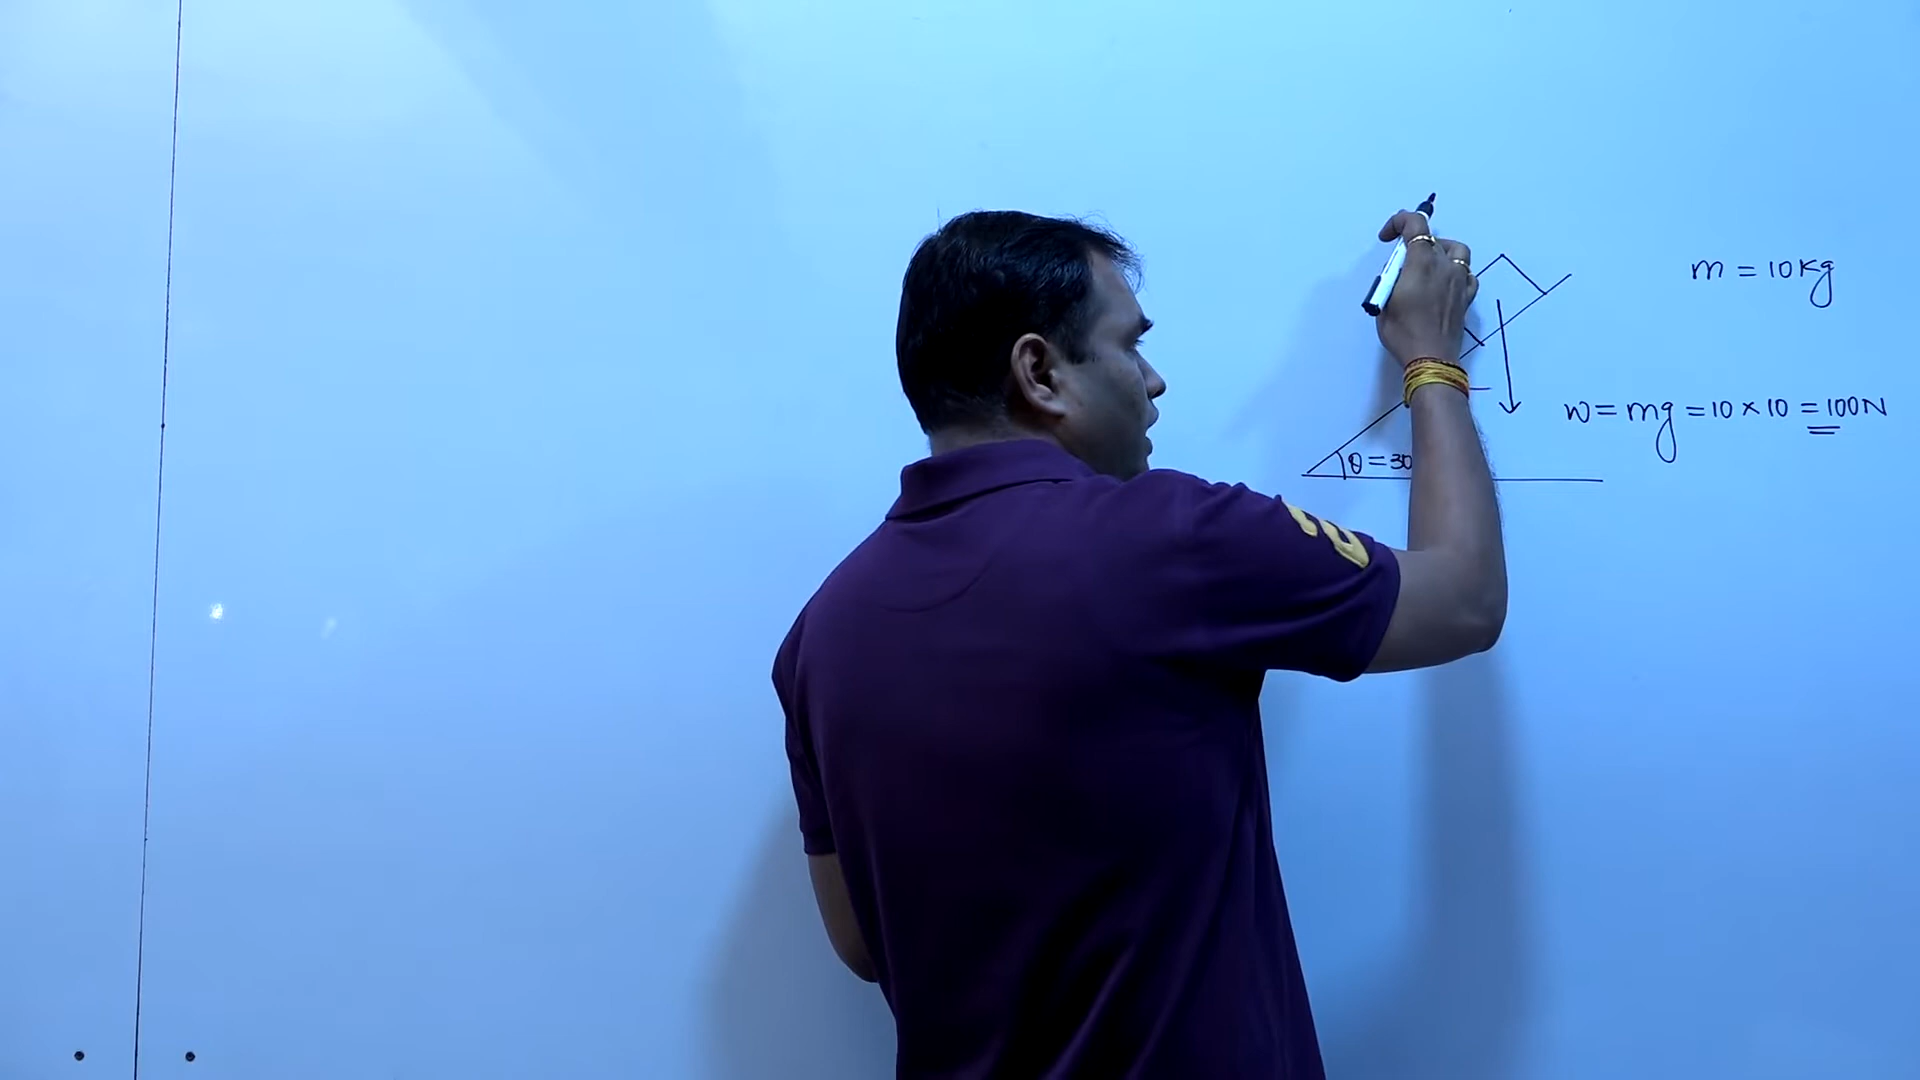 m = 10 kg
w = mg = 10 × 10 = 100N
θ = 30